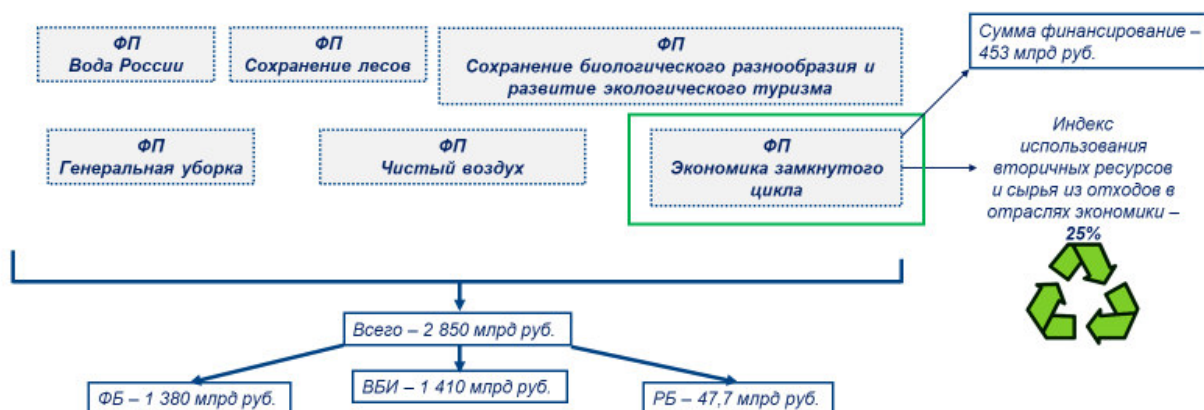 ФП
Вода России
ФП
Сохранение лесов
ФП
Сохранение биологического разнообразия и
развитие экологического туризма
Сумма финансирование –
453 млрд руб.
ФП
Генеральная уборка
ФП
Чистый воздух
ФП
Экономика замкнутого
цикла
Индекс
использования
вторичных ресурсов
и сырья из отходов в
отраслях экономики –
25%
Всего – 2 850 млрд руб.
ФБ – 1 380 млрд руб.
ВБИ – 1 410 млрд руб.
РБ – 47,7 млрд руб.